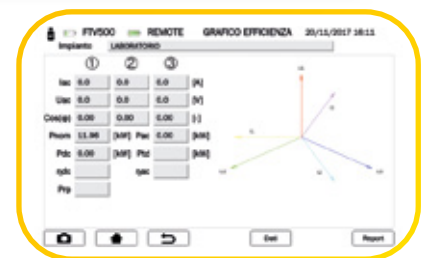 FTV500 REMOTE GRAFICO EFFICIENZA 20/11/2017 16:11
Impianto LABORATORIO
① ② ③
Iac 0.0 0.0 0.0 [A]
Uac 0.0 0.0 0.0 [V]
Cos(φ) 0.00 0.00 0.00 [-]
Pnom 11.96 [kW] Pac 0.00 [kW]
Pdc 0.00 [kW] Ptd [kW]
ηdc ηac
Prp
Dati Report